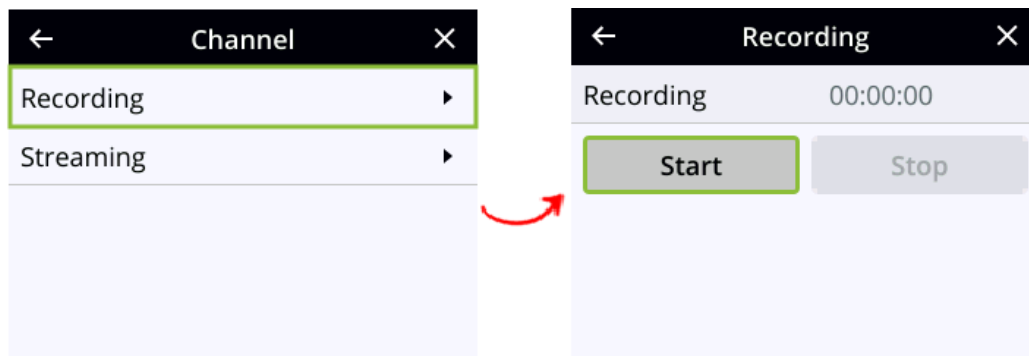 Channel
Recording
Streaming
Recording
Recording 00:00:00
Start Stop